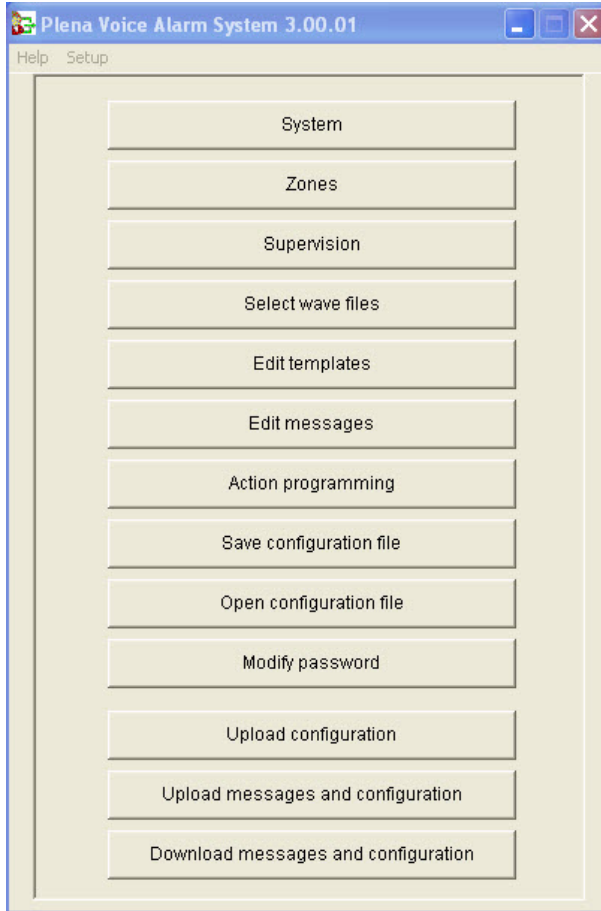 Plena Voice Alarm System 3.00.01
Help Setup
System
Zones
Supervision
Select wave files
Edit templates
Edit messages
Action programming
Save configuration file
Open configuration file
Modify password
Upload configuration
Upload messages and configuration
Download messages and configuration